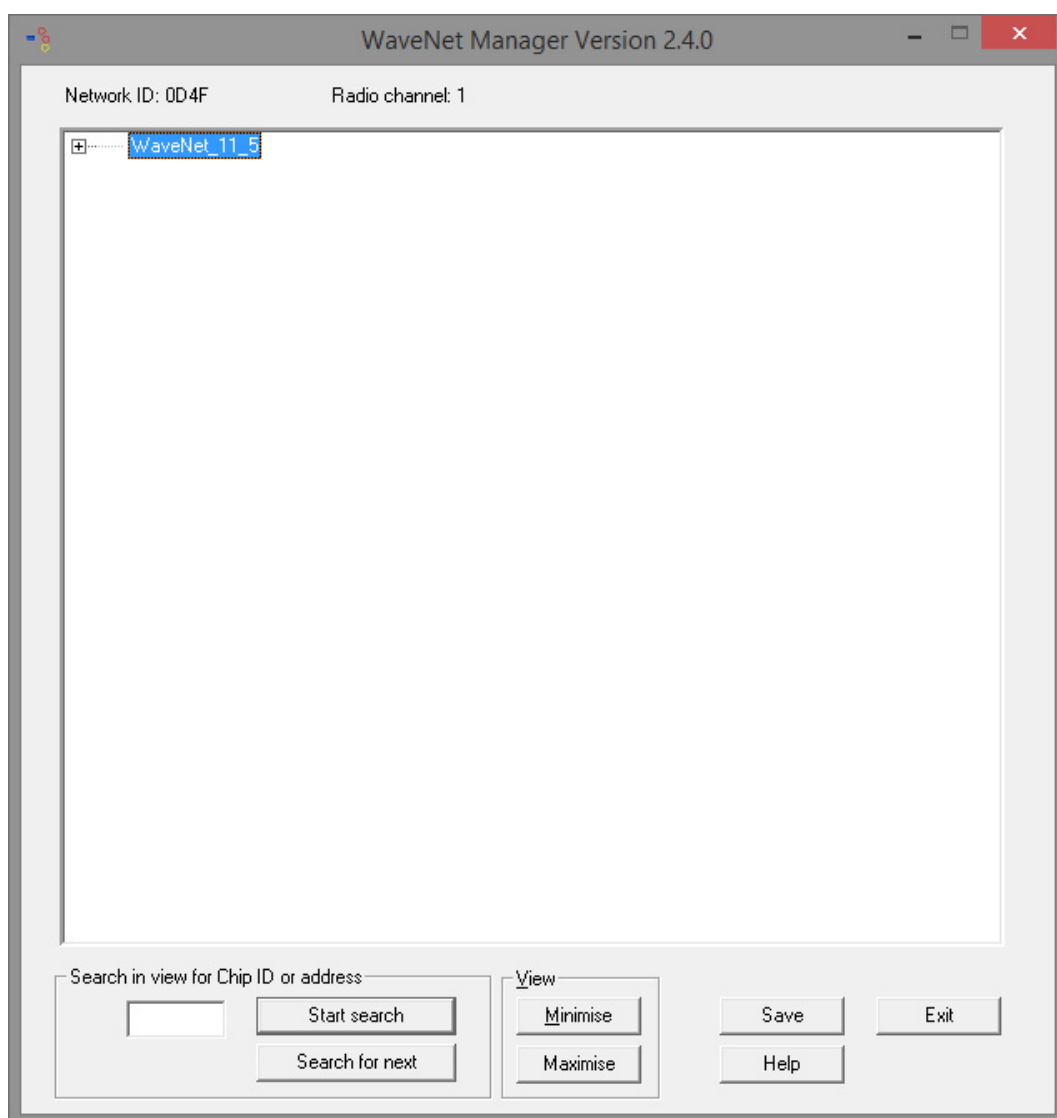 WaveNet Manager Version 2.4.0
Network ID: 0D4F Radio channel: 1
WaveNet_11_5
Search in view for Chip ID or address
Start search
Search for next
View
Minimise
Maximise
Save
Exit
Help